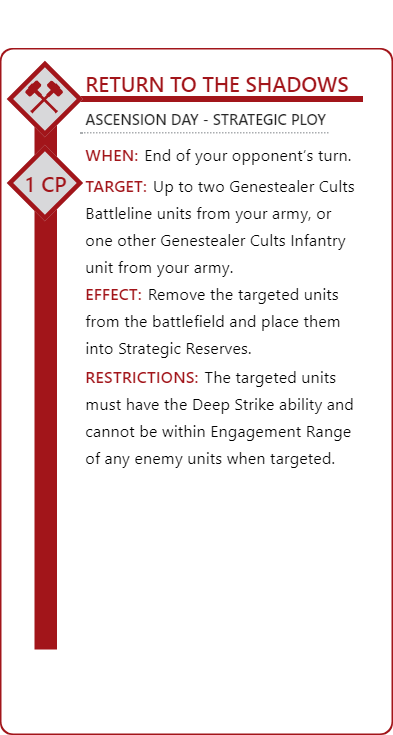 RETURN TO THE SHADOWS
ASCENSION DAY - STRATEGIC PLOY
WHEN: End of your opponent's turn.
1 CP
TARGET: Up to two Genestealer Cults
Battleline units from your army, or
one other Genestealer Cults Infantry
unit from your army.
EFFECT: Remove the targeted units
from the battlefield and place them
into Strategic Reserves.
RESTRICTIONS: The targeted units
must have the Deep Strike ability and
cannot be within Engagement Range
of any enemy units when targeted.